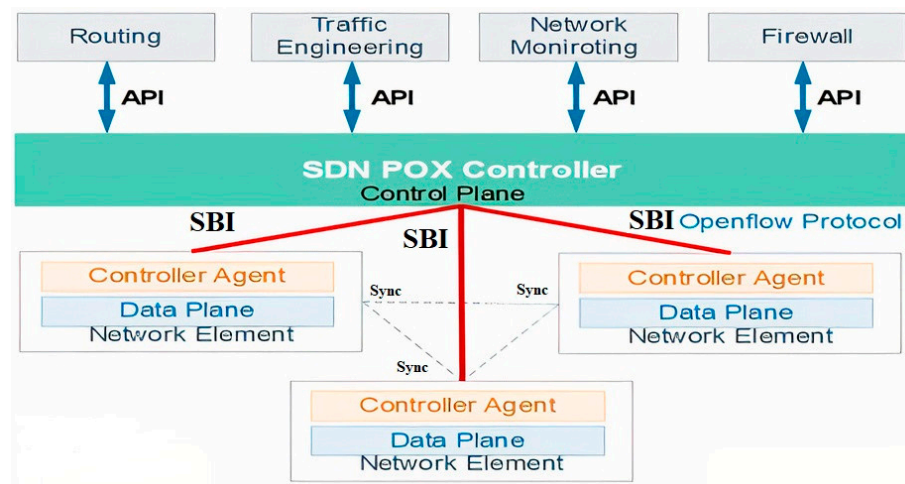 Routing
Traffic
Engineering
Network
Moniroting
Firewall
API
API
API
API
SDN POX Controller
Control Plane
SBI
SBI
SBI Openflow Protocol
Controller Agent
Data Plane
Network Element
Sync
Sync
Sync
Controller Agent
Data Plane
Network Element
Controller Agent
Data Plane
Network Element